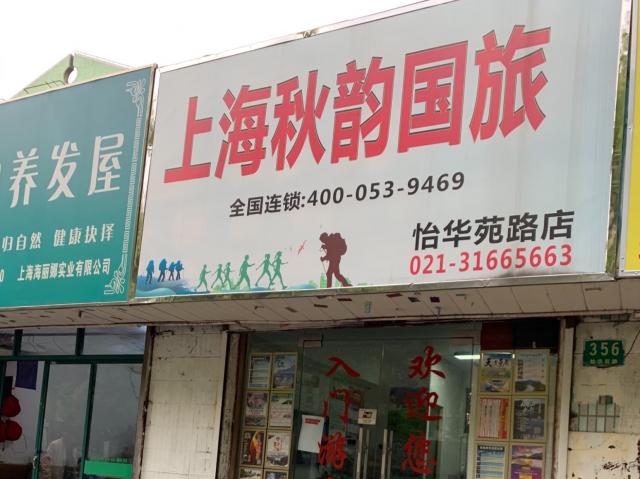 养发屋
归自然 健康抉择
上海海丽娜实业有限公司
上海秋韵国旅
全国连锁:400-053-9469
怡华苑路店
021-31665663
356
欢迎您
入门游